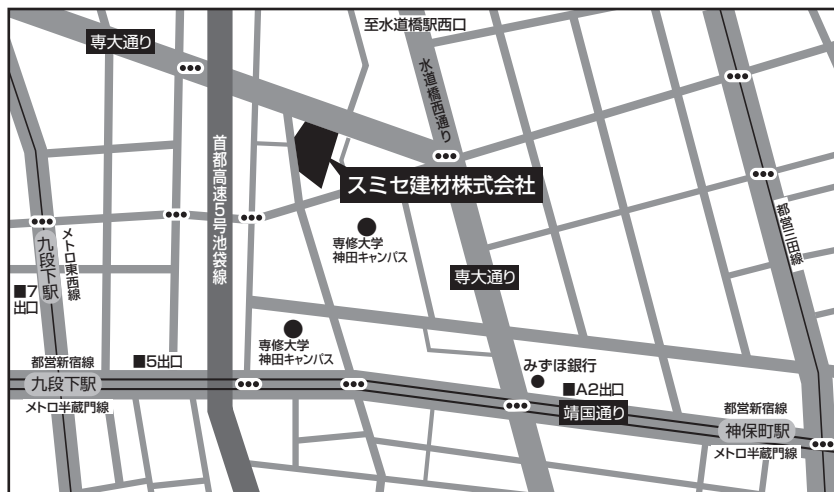 至水道橋駅西口
専大通り
水道橋西通り
首都高速5号池袋線
スミセ建材株式会社
都営三田線
メトロ東西線
九段下駅
専修大学
神田キャンパス
専大通り
■7
出口
専修大学
神田キャンパス
都営新宿線
■5出口
みずほ銀行
九段下駅
■A2出口
メトロ半蔵門線
靖国通り
都営新宿線
神保町駅
メトロ半蔵門線